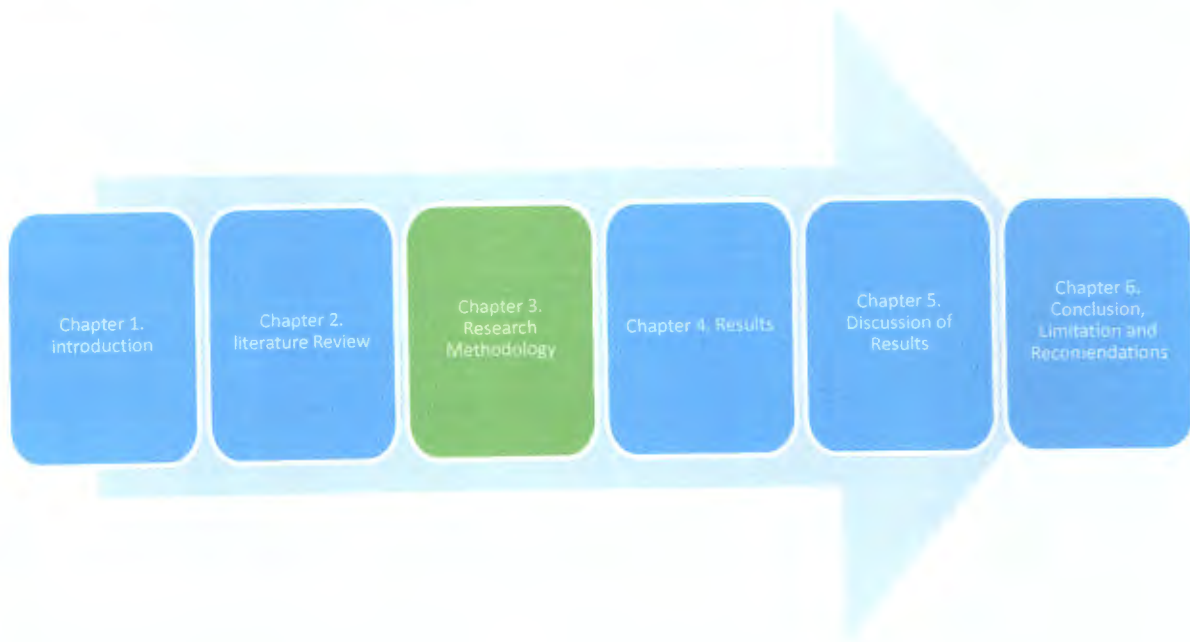 Chapter 1.
introduction
Chapter 2.
literature Review
Chapter 3.
Research
Methodology
Chapter 4. Results
Chapter 5.
Discussion of
Results
Chapter 6.
Conclusion,
Limitation and
Recomendations